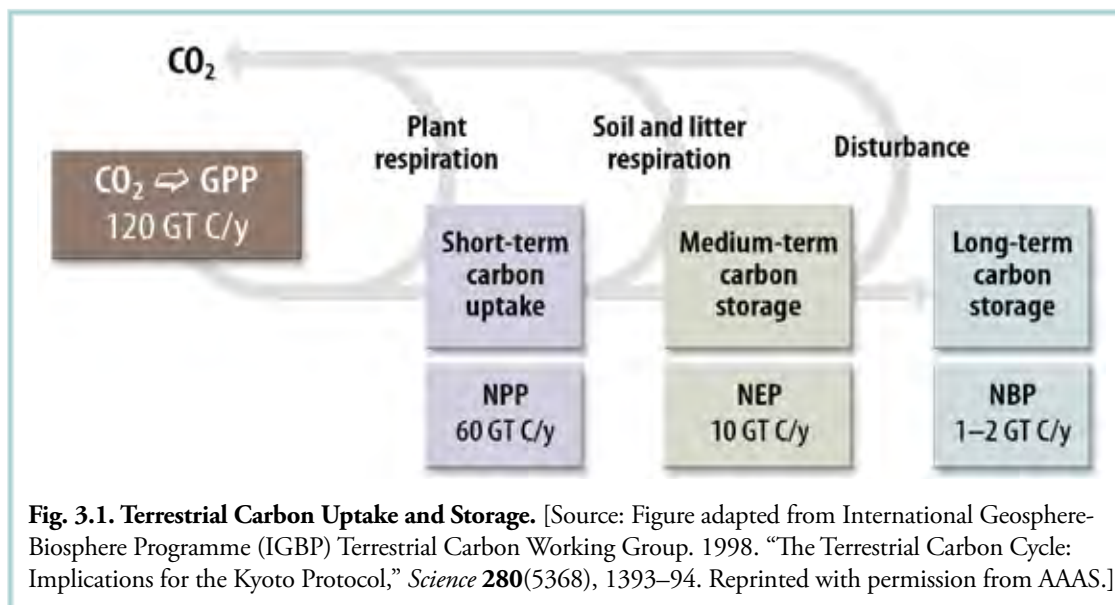 CO₂
Plant
respiration
Soil and litter
respiration
Disturbance
CO₂ ⇨ GPP
120 GT C/y
Short-term
carbon
uptake
Medium-term
carbon
storage
Long-term
carbon
storage
NPP
60 GT C/y
NEP
10 GT C/y
NBP
1–2 GT C/y
Fig. 3.1. Terrestrial Carbon Uptake and Storage. [Source: Figure adapted from International Geosphere-
Biosphere Programme (IGBP) Terrestrial Carbon Working Group. 1998. “The Terrestrial Carbon Cycle:
Implications for the Kyoto Protocol,” Science 280(5368), 1393–94. Reprinted with permission from AAAS.]